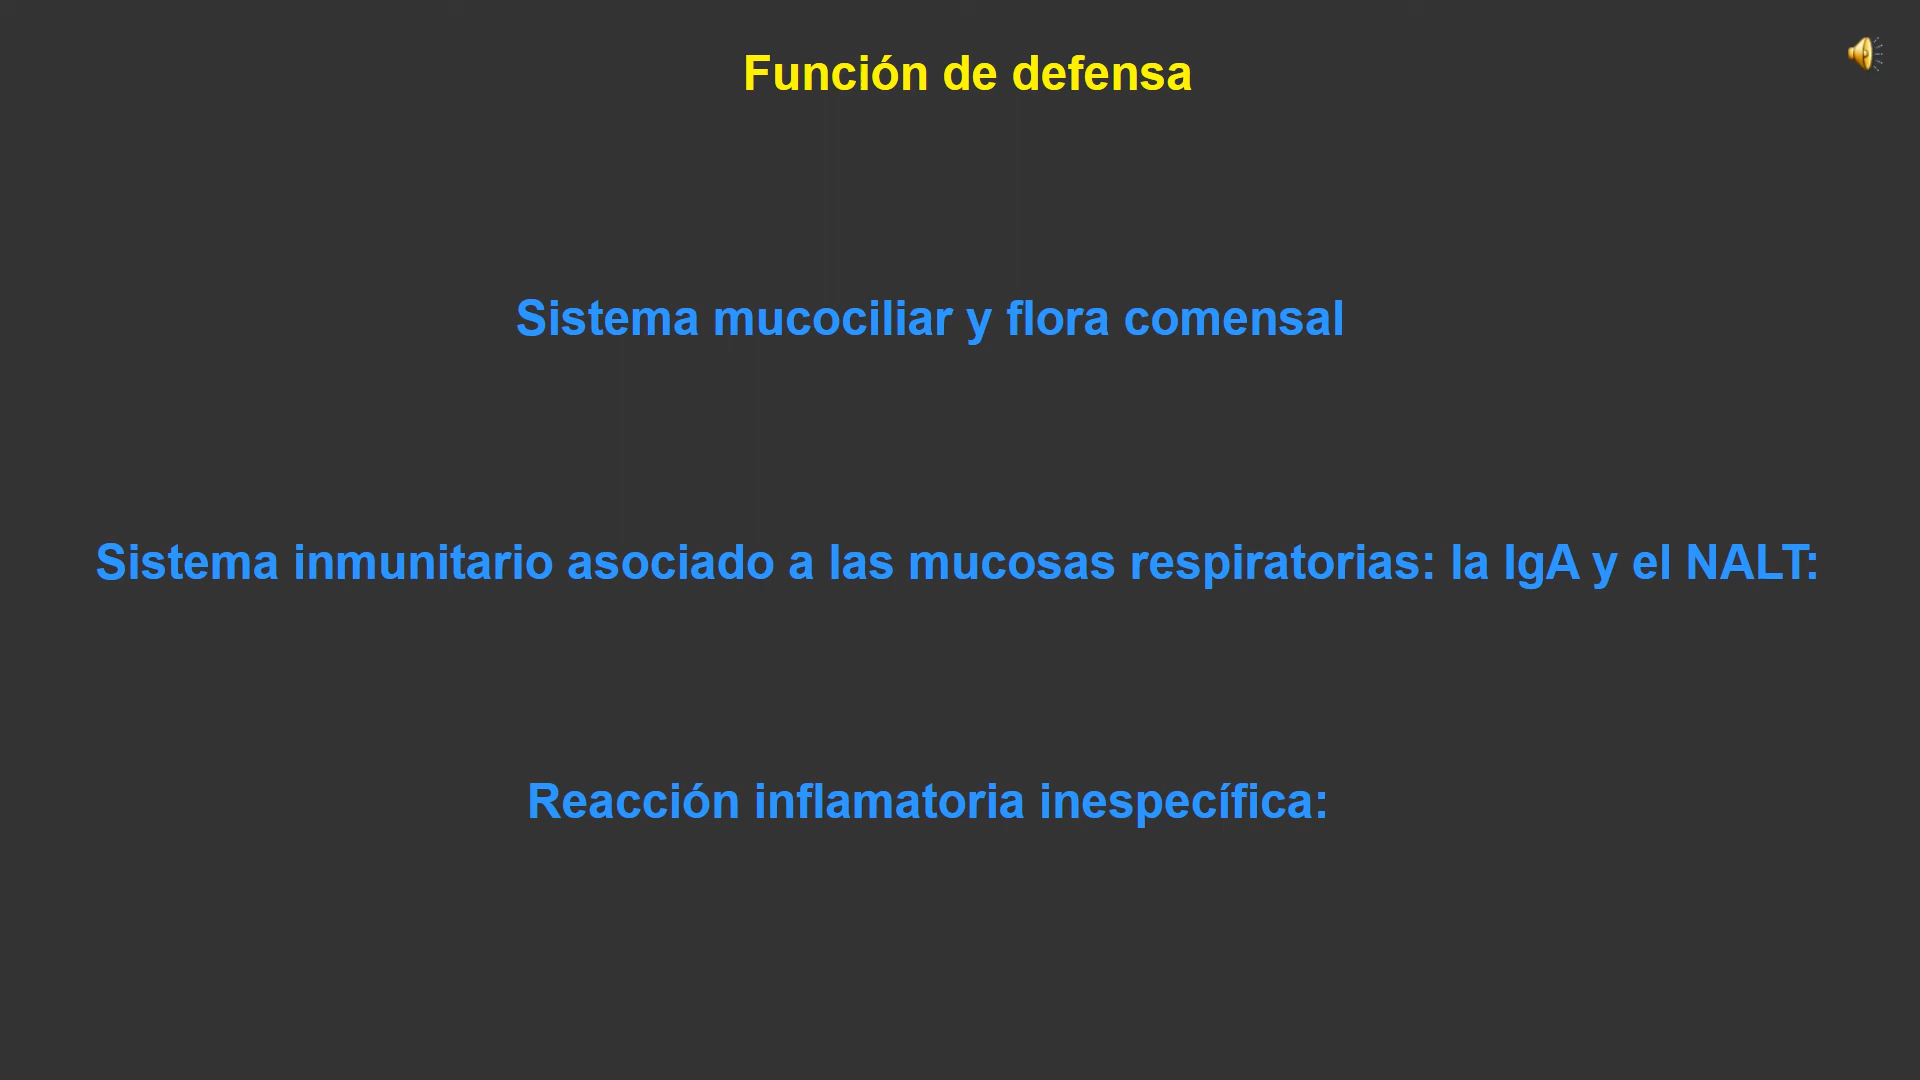 Función de defensa
Sistema mucociliar y flora comensal
Sistema inmunitario asociado a las mucosas respiratorias: la IgA y el NALT:
Reacción inflamatoria inespecífica: